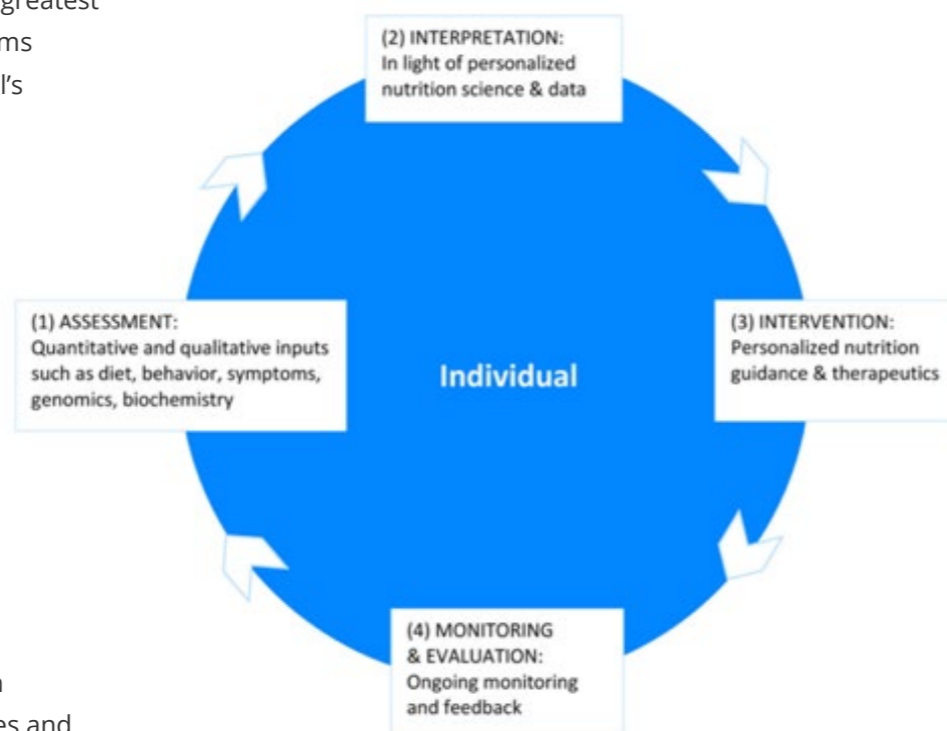 greatest
ms
l's
(2) INTERPRETATION:
In light of personalized
nutrition science & data
(1) ASSESSMENT:
Quantitative and qualitative inputs
such as diet, behavior, symptoms,
genomics, biochemistry
Individual
(3) INTERVENTION:
Personalized nutrition
guidance & therapeutics
(4) MONITORING
& EVALUATION:
Ongoing monitoring
and feedback
es and